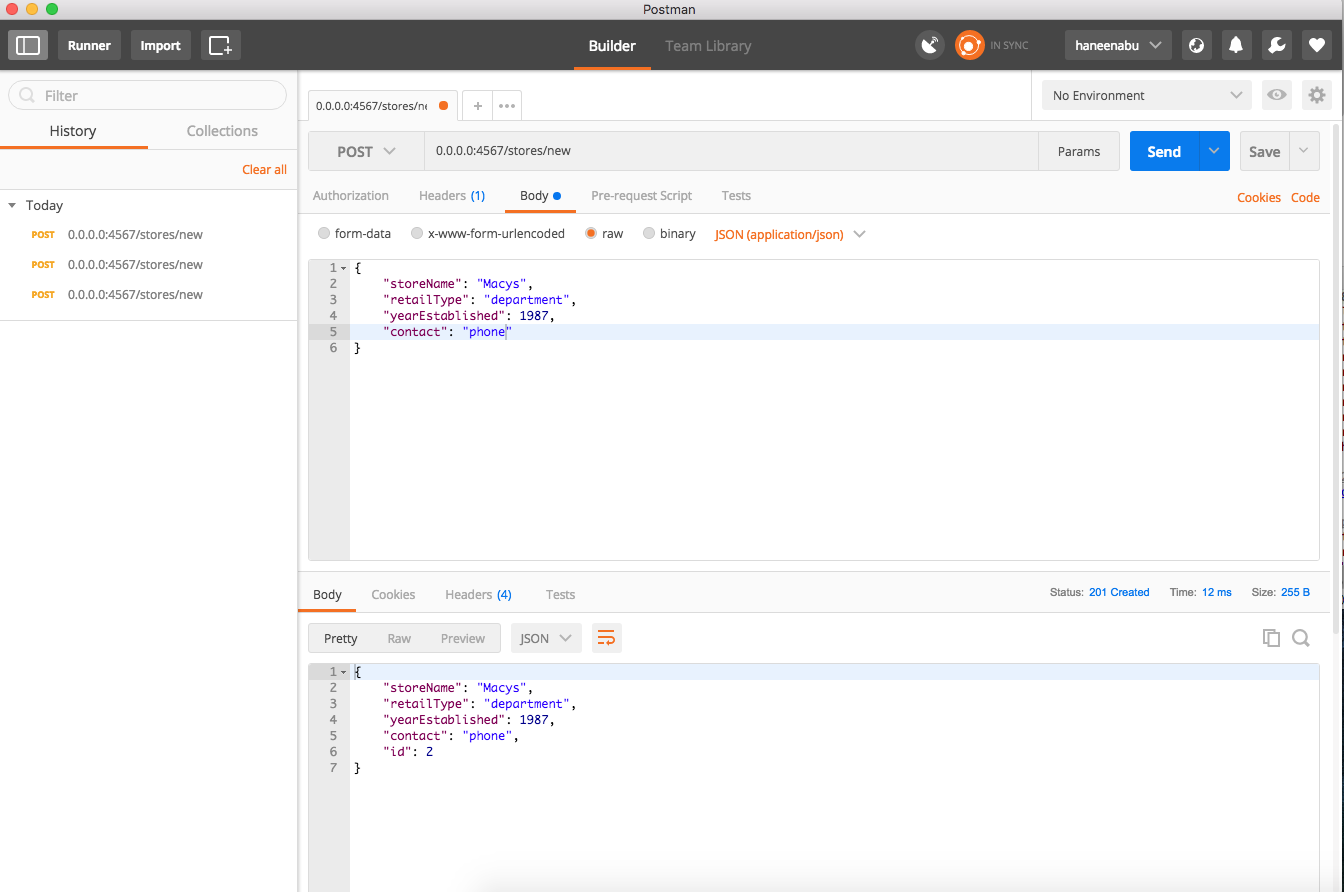 Postman
Runner Import Builder Team Library IN SYNC haneenabu
Filter
History Collections
Clear all
Today
POST 0.0.0.0:4567/stores/new
POST 0.0.0.0:4567/stores/new
POST 0.0.0.0:4567/stores/new
0.0.0.0:4567/stores/ne + ••• No Environment
POST 0.0.0.0:4567/stores/new Params Send Save
Authorization Headers (1) Body Pre-request Script Tests Cookies Code
form-data x-www-form-urlencoded raw binary JSON (application/json)
1 {
2 "storeName": "Macys",
3 "retailType": "department",
4 "yearEstablished": 1987,
5 "contact": "phone"
6 }
Body Cookies Headers (4) Tests Status: 201 Created Time: 12 ms Size: 255 B
Pretty Raw Preview JSON
1 {
2 "storeName": "Macys",
3 "retailType": "department",
4 "yearEstablished": 1987,
5 "contact": "phone",
6 "id": 2
7 }